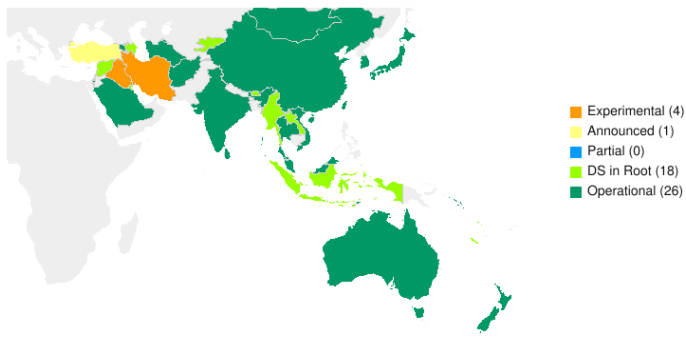 Experimental (4)
Announced (1)
Partial (0)
DS in Root (18)
Operational (26)